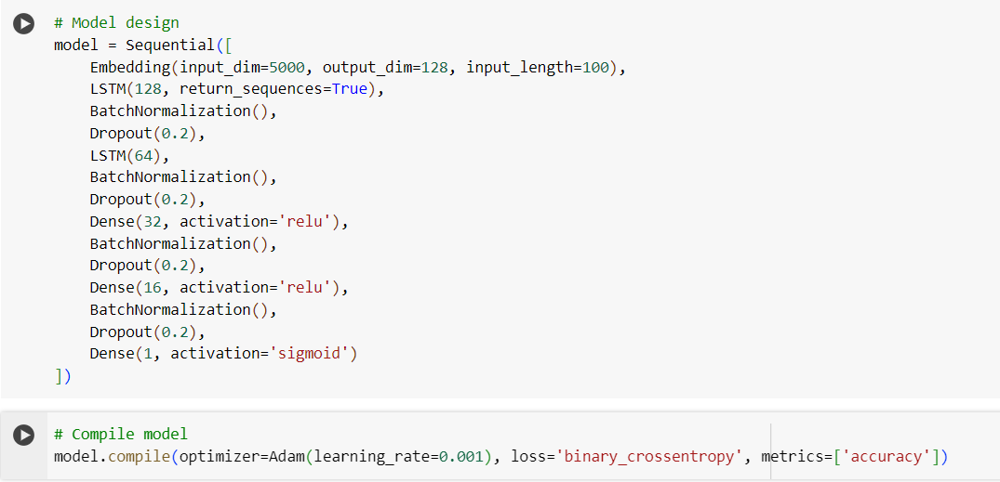 # Model design
model = Sequential([
    Embedding(input_dim=5000, output_dim=128, input_length=100),
    LSTM(128, return_sequences=True),
    BatchNormalization(),
    Dropout(0.2),
    LSTM(64),
    BatchNormalization(),
    Dropout(0.2),
    Dense(32, activation='relu'),
    BatchNormalization(),
    Dropout(0.2),
    Dense(16, activation='relu'),
    BatchNormalization(),
    Dropout(0.2),
    Dense(1, activation='sigmoid')
])
# Compile model
model.compile(optimizer=Adam(learning_rate=0.001), loss='binary_crossentropy', metrics=['accuracy'])